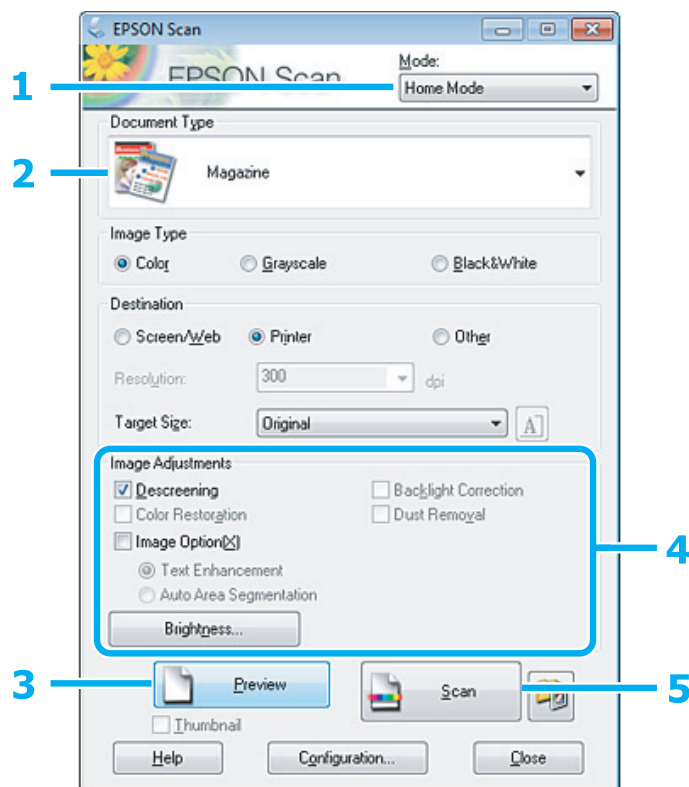 EPSON Scan
EPSON Scan
Mode:
1
Home Mode
Document Type
2
Magazine
Image Type
Color Grayscale Black&White
Destination
Screen/Web Printer Other
Resolution: 300 dpi
Target Size: Original A
Image Adjustments
Descreening Backlight Correction
Color Restoration Dust Removal
Image Option(X)
4
Text Enhancement
Auto Area Segmentation
Brightness...
3 Preview Scan 5
Thumbnail
Help Configuration... Close